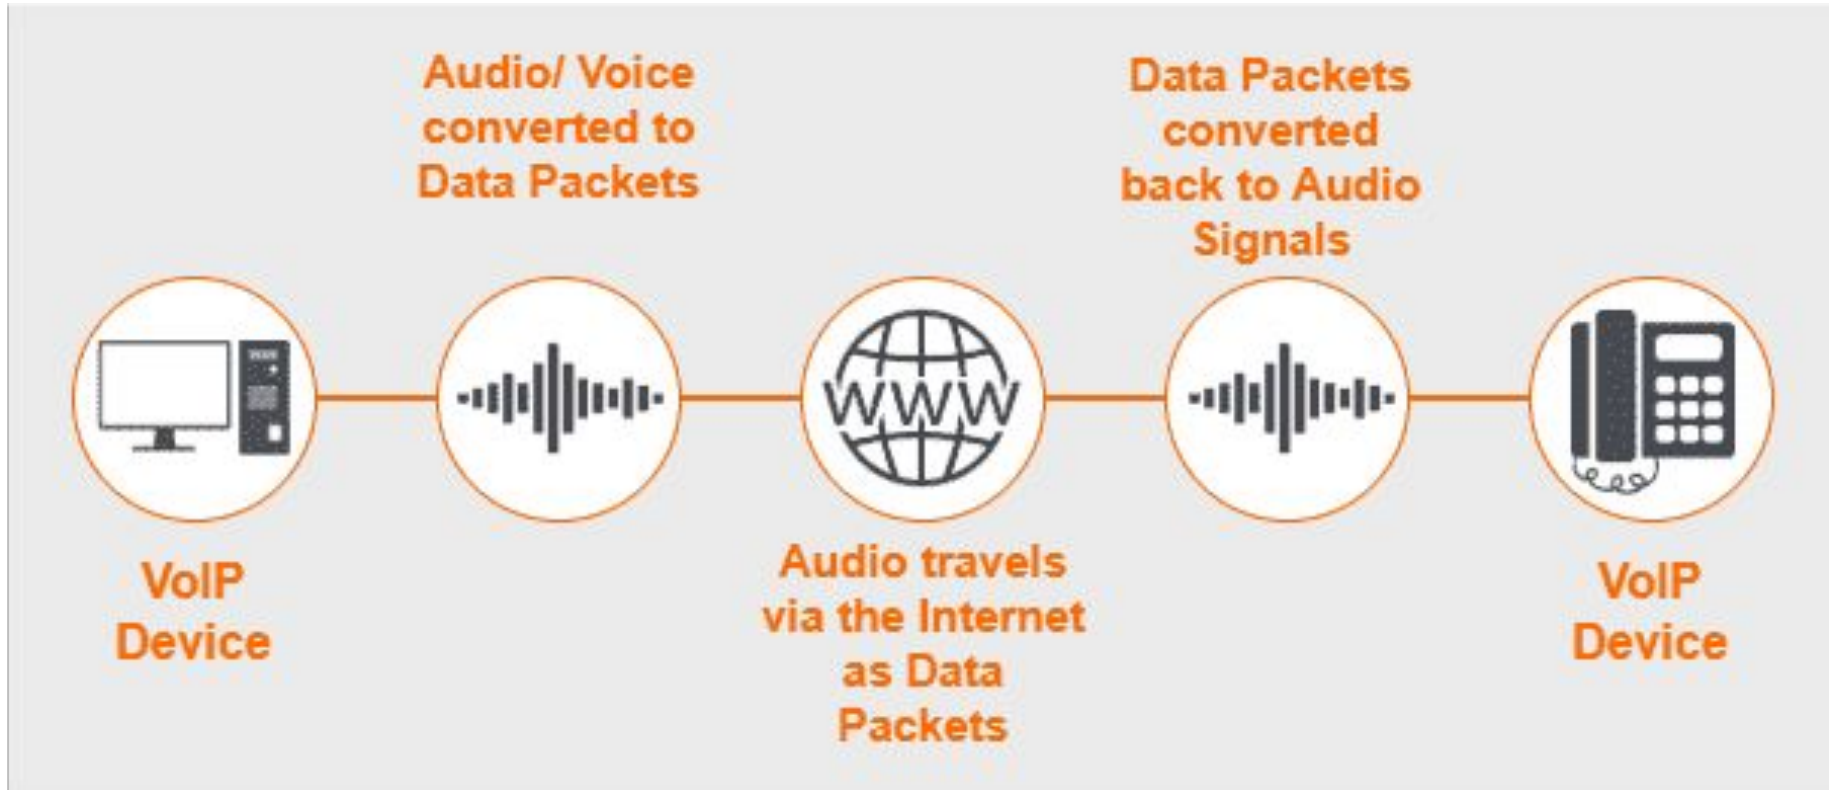 Audio/ Voice
converted to
Data Packets
Data Packets
converted
back to Audio
Signals
WWW
VoIP
Device
Audio travels
via the Internet
as Data
Packets
VoIP
Device